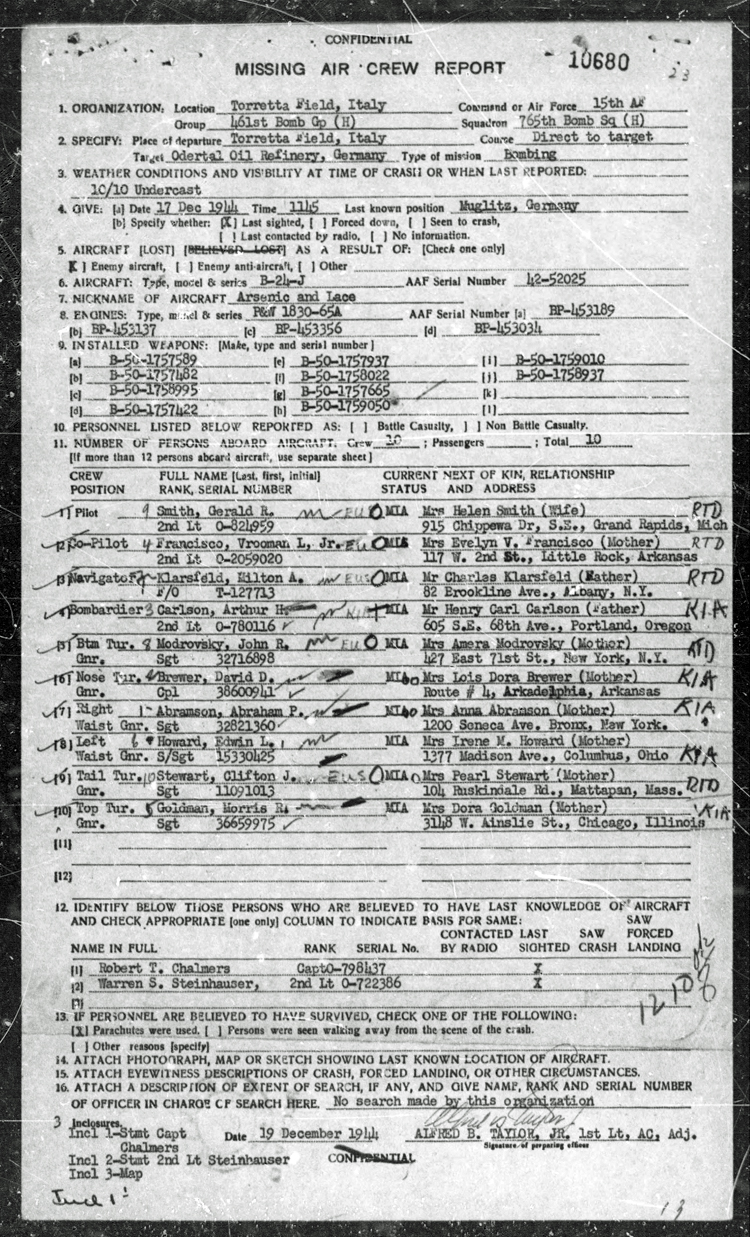 CONFIDENTIAL
MISSING AIR CREW REPORT 10680
23
1. ORGANIZATION: Location Torretta Field, Italy Command or Air Force 15th AF
Group 461st Bomb Gp (H) Squadron 765th Bomb Sq (H)
2. SPECIFY: Place of departure Torretta Field, Italy Course Direct to target
Target Odertal Oil Refinery, Germany Type of mission Bombing
3. WEATHER CONDITIONS AND VISIBILITY AT TIME OF CRASH OR WHEN LAST REPORTED:
10/10 Undercast
4. GIVE: [a] Date 17 Dec 1944 Time 1145 Last known position Muglitz, Germany
[b] Specify whether: [X] Last sighted, [ ] Forced down, [ ] Seen to crash,
[ ] Last contacted by radio, [ ] No information.
5. AIRCRAFT [LOST] [BELIEVED LOST] AS A RESULT OF: [Check one only]
[X] Enemy aircraft, [ ] Enemy anti-aircraft, [ ] Other
6. AIRCRAFT: Type, model & series B-24-J AAF Serial Number 42-52025
7. NICKNAME OF AIRCRAFT Arsenic and Lace
8. ENGINES: Type, model & series P&W 1830-65A AAF Serial Number [a] BP-453189
[b] BP-453137 [c] BP-453356 [d] BP-453034
9. INSTALLED WEAPONS: [Make, type and serial number]
[a] B-50-1757589 [e] B-50-1757937 [i] B-50-1759010
[b] B-50-1757482 [f] B-50-1758022 [j] B-50-1758937
[c] B-50-1758995 [g] B-50-1757665 [k]
[d] B-50-1757422 [h] B-50-1759050 [l]
10. PERSONNEL LISTED BELOW REPORTED AS: [ ] Battle Casualty, [ ] Non Battle Casualty.
11. NUMBER OF PERSONS ABOARD AIRCRAFT. Crew 10 ; Passengers ; Total 10
[If more than 12 persons aboard aircraft, use separate sheet]
CREW FULL NAME [Last, first, initial] CURRENT NEXT OF KIN, RELATIONSHIP
POSITION RANK, SERIAL NUMBER STATUS AND ADDRESS
[1] Pilot 9 Smith, Gerald R. m EUSO MIA Mrs Helen Smith (Wife) RTD
2nd Lt O-824959 915 Chippewa Dr, S.E., Grand Rapids, Mich
[2] Co-Pilot 4 Francisco, Vrooman L, Jr. EUSO MIA Mrs Evelyn V. Francisco (Mother) RTD
2nd Lt O-2059020 117 W. 2nd St., Little Rock, Arkansas
[3] Navigator 7 Klarsfeld, Milton A. m EUSO MIA Mr Charles Klarsfeld (Father) RTD
F/O T-127713 82 Brookline Ave., Albany, N.Y.
[4] Bombardier 3 Carlson, Arthur H. m MIA Mr Henry Carl Carlson (Father) KIA
2nd Lt O-780116 605 S.E. 68th Ave., Portland, Oregon
[5] Btm Tur. 8 Modrovsky, John R. m EUSO MIA Mrs Amera Modrovsky (Mother) RTD
Gnr. Sgt 32716898 427 East 71st St., New York, N.Y.
[6] Nose Tur. Brewer, David D. m MIA Mrs Lois Dora Brewer (Mother) KIA
Gnr. Cpl 38600941 Route # 4, Arkadelphia, Arkansas
[7] Right 1 Abramson, Abraham P. m MIA Mrs Anna Abramson (Mother) KIA
Waist Gnr. Sgt 32821360 1200 Seneca Ave. Bronx, New York.
[8] Left 6 Howard, Edwin L. m MIA Mrs Irene M. Howard (Mother)
Waist Gnr. S/Sgt 15330425 1377 Madison Ave., Columbus, Ohio KIA
[9] Tail Tur. 10 Stewart, Clifton J. EUSO MIA Mrs Pearl Stewart (Mother)
Gnr. Sgt 11091013 104 Ruskindale Rd., Mattapan, Mass. RTD
[10] Top Tur. 5 Goldman, Morris R. m MIA Mrs Dora Goldman (Mother) KIA
Gnr. Sgt 36659975 3148 W. Ainslie St., Chicago, Illinois
[11]
[12]
12. IDENTIFY BELOW THOSE PERSONS WHO ARE BELIEVED TO HAVE LAST KNOWLEDGE OF AIRCRAFT
AND CHECK APPROPRIATE [one only] COLUMN TO INDICATE BASIS FOR SAME: SAW
CONTACTED LAST SAW FORCED
NAME IN FULL RANK SERIAL No. BY RADIO SIGHTED CRASH LANDING
[1] Robert T. Chalmers Capt O-798437 X
[2] Warren S. Steinhauser, 2nd Lt O-722386 X
[3]
13. IF PERSONNEL ARE BELIEVED TO HAVE SURVIVED, CHECK ONE OF THE FOLLOWING:
[X] Parachutes were used. [ ] Persons were seen walking away from the scene of the crash.
[ ] Other reasons [specify]
14. ATTACH PHOTOGRAPH, MAP OR SKETCH SHOWING LAST KNOWN LOCATION OF AIRCRAFT.
15. ATTACH EYEWITNESS DESCRIPTIONS OF CRASH, FORCED LANDING, OR OTHER CIRCUMSTANCES.
16. ATTACH A DESCRIPTION OF EXTENT OF SEARCH, IF ANY, AND GIVE NAME, RANK AND SERIAL NUMBER
OF OFFICER IN CHARGE OF SEARCH HERE. No search made by this organization
3 Inclosures.
Incl 1-Stmt Capt Date 19 December 1944 ALFRED B. TAYLOR, JR. 1st Lt, AC, Adj.
Chalmers Signature of preparing officer
Incl 2-Stmt 2nd Lt Steinhauser CONFIDENTIAL
Incl 3-Map
Incl 1
13